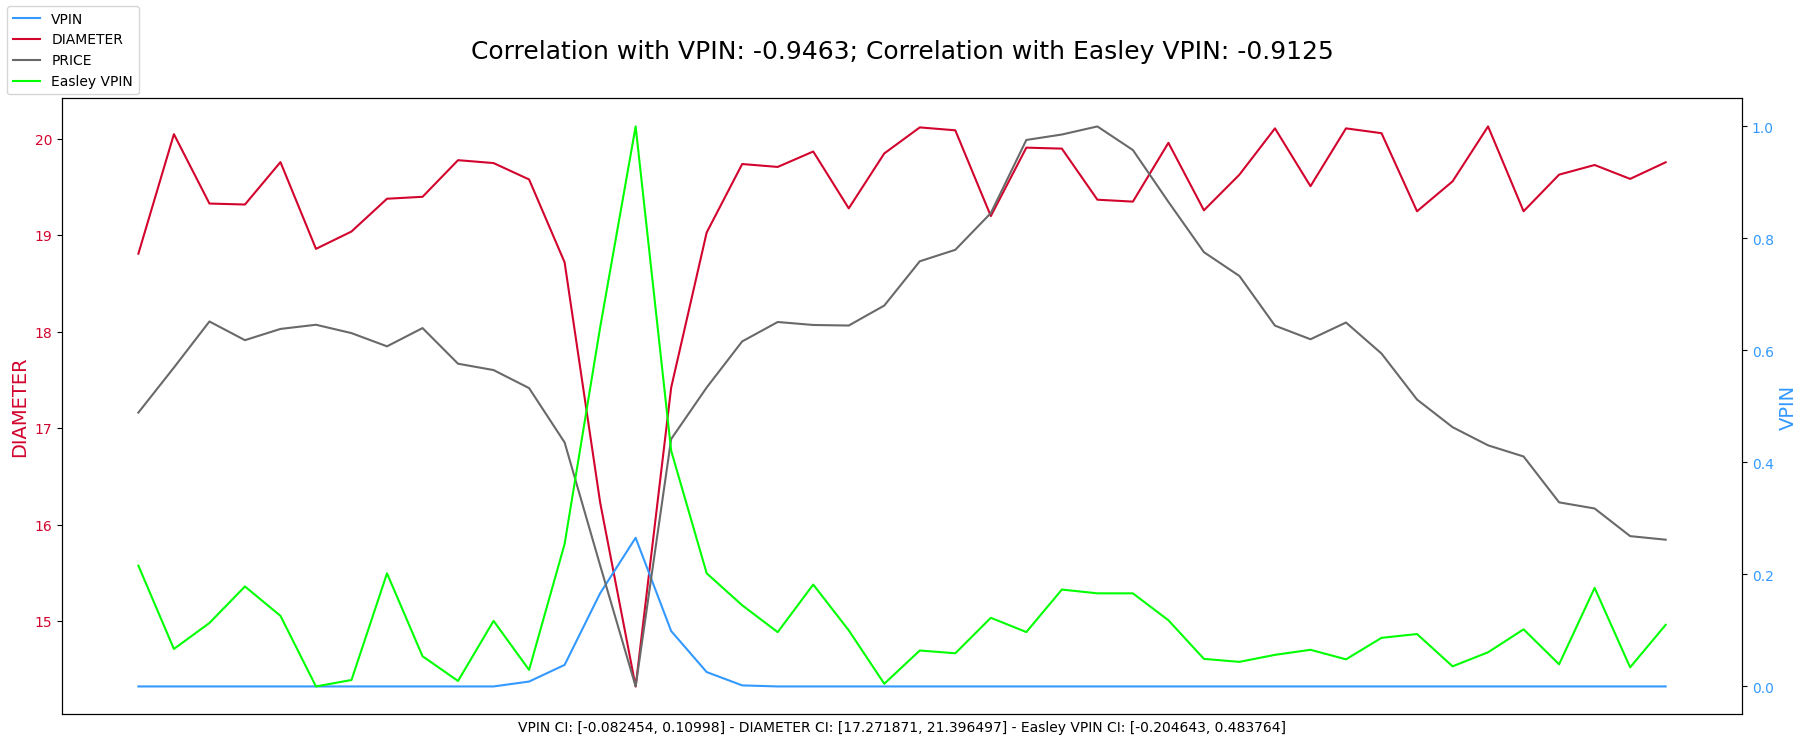 VPIN
DIAMETER
PRICE
Easley VPIN
Correlation with VPIN: -0.9463; Correlation with Easley VPIN: -0.9125
DIAMETER
20
19
18
17
16
15
1.0
0.8
0.6
0.4
0.2
0.0
VPIN
VPIN CI: [-0.082454, 0.10998] - DIAMETER CI: [17.271871, 21.396497] - Easley VPIN CI: [-0.204643, 0.483764]